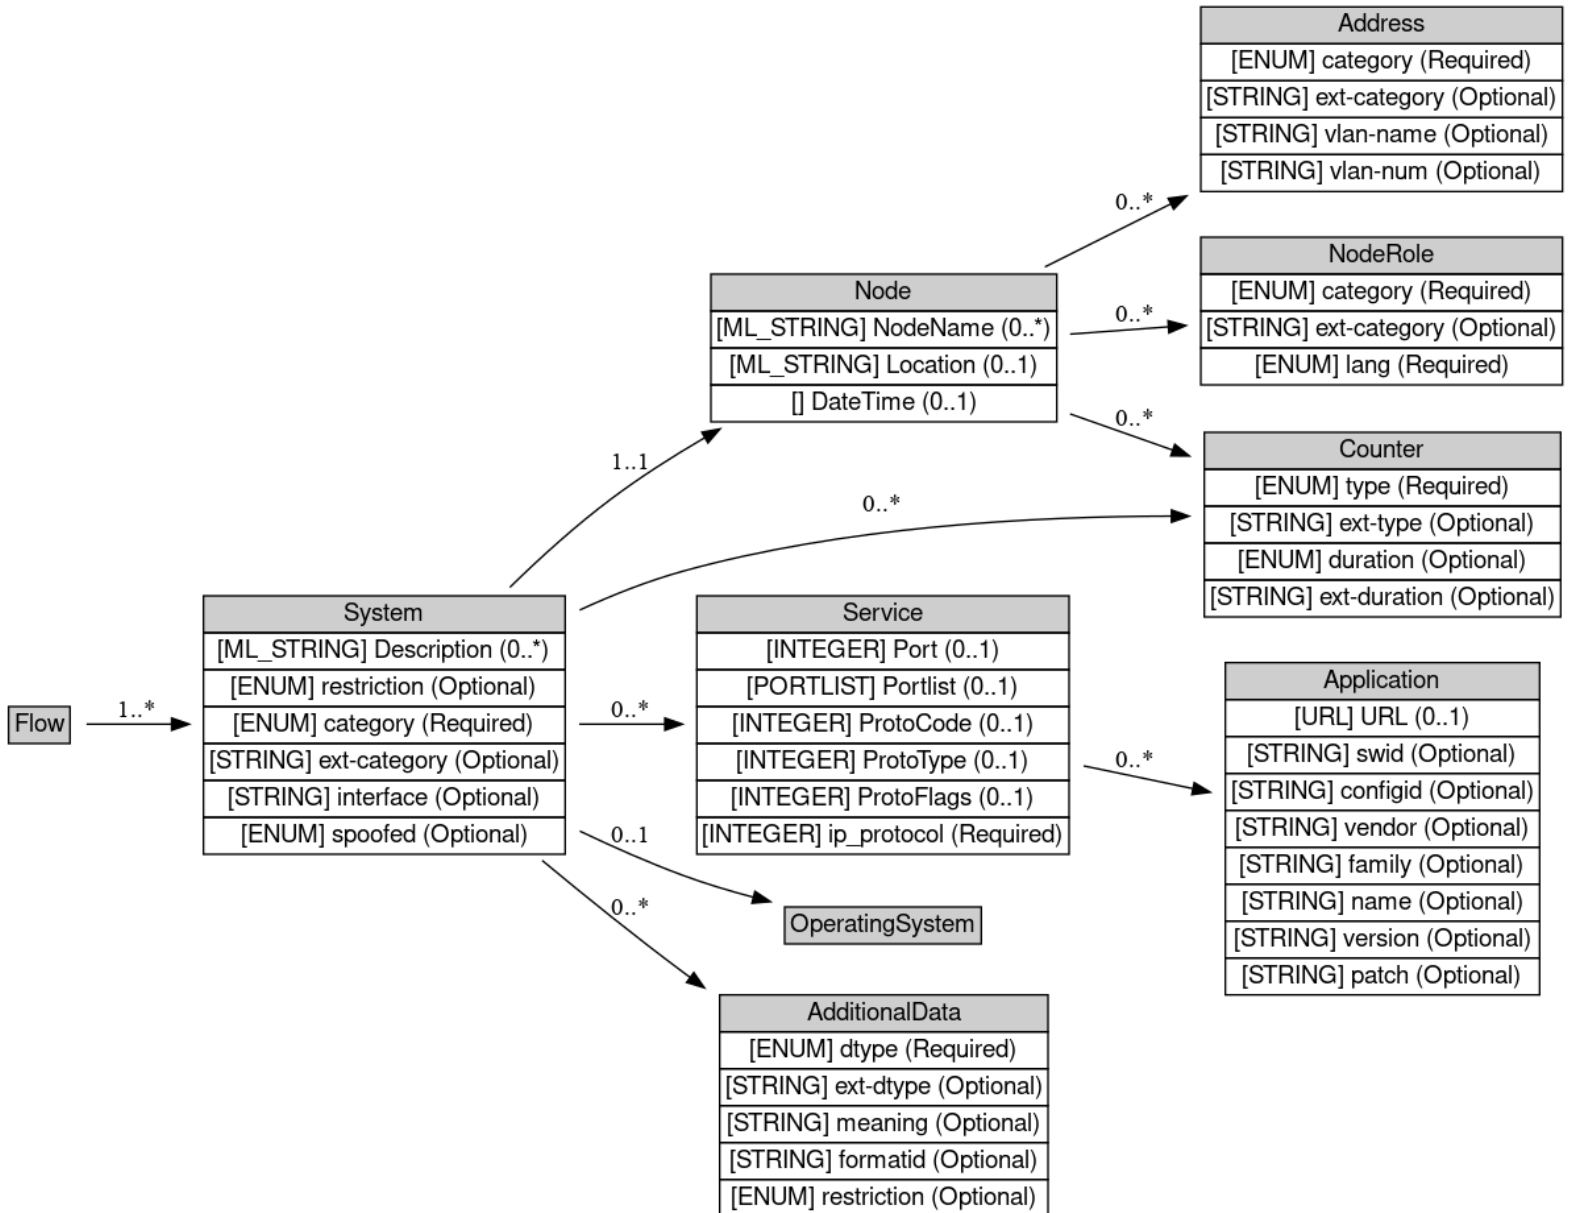 Address
[ENUM] category (Required)
[STRING] ext-category (Optional)
[STRING] vlan-name (Optional)
[STRING] vlan-num (Optional)
0..*
NodeRole
[ENUM] category (Required)
[STRING] ext-category (Optional)
[ENUM] lang (Required)
0..*
Node
[ML_STRING] NodeName (0..*)
[ML_STRING] Location (0..1)
[] DateTime (0..1)
0..*
Counter
[ENUM] type (Required)
[STRING] ext-type (Optional)
[ENUM] duration (Optional)
[STRING] ext-duration (Optional)
1..1
0..*
System
[ML_STRING] Description (0..*)
[ENUM] restriction (Optional)
[ENUM] category (Required)
[STRING] ext-category (Optional)
[STRING] interface (Optional)
[ENUM] spoofed (Optional)
Flow
1..*
0..*
Service
[INTEGER] Port (0..1)
[PORTLIST] Portlist (0..1)
[INTEGER] ProtoCode (0..1)
[INTEGER] ProtoType (0..1)
[INTEGER] ProtoFlags (0..1)
[INTEGER] ip_protocol (Required)
0..*
Application
[URL] URL (0..1)
[STRING] swid (Optional)
[STRING] configid (Optional)
[STRING] vendor (Optional)
[STRING] family (Optional)
[STRING] name (Optional)
[STRING] version (Optional)
[STRING] patch (Optional)
0..1
OperatingSystem
0..*
AdditionalData
[ENUM] dtype (Required)
[STRING] ext-dtype (Optional)
[STRING] meaning (Optional)
[STRING] formatid (Optional)
[ENUM] restriction (Optional)